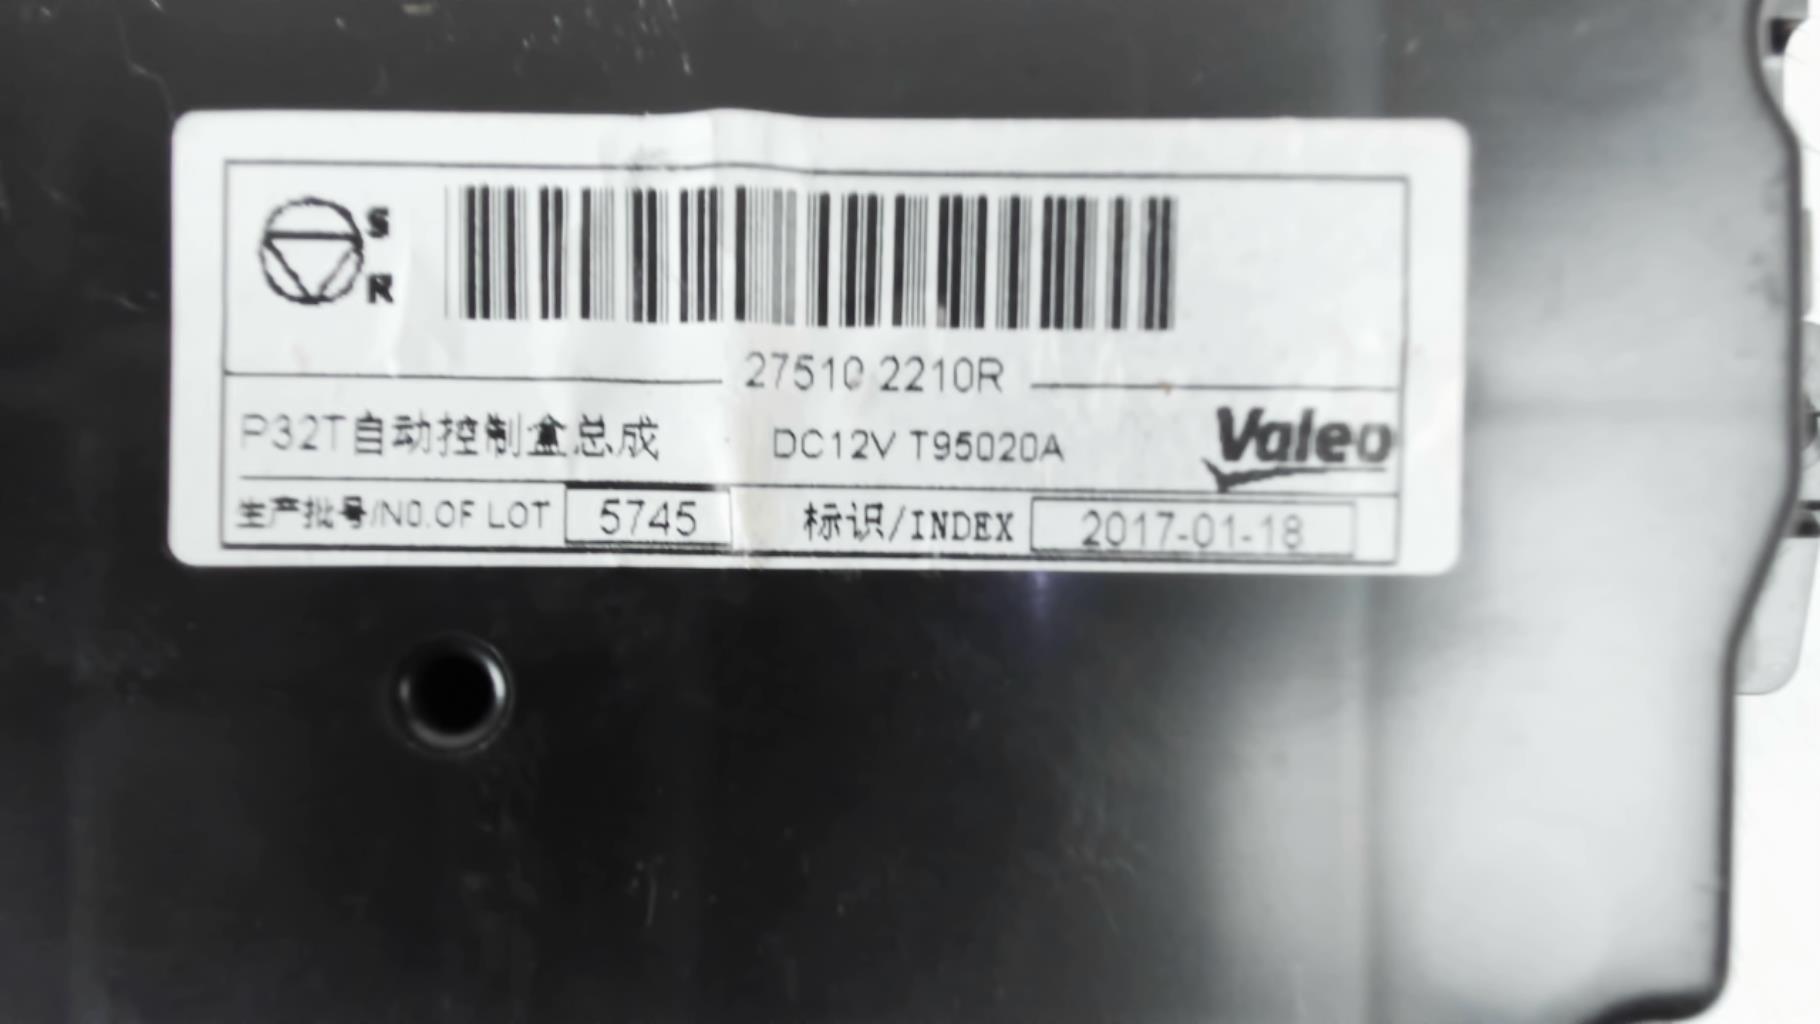 S
R
27510 2210R
P32T自动控制盒总成 DC12V T95020A Valeo
生产批号/NO.OF LOT 5745 标识/INDEX 2017-01-18